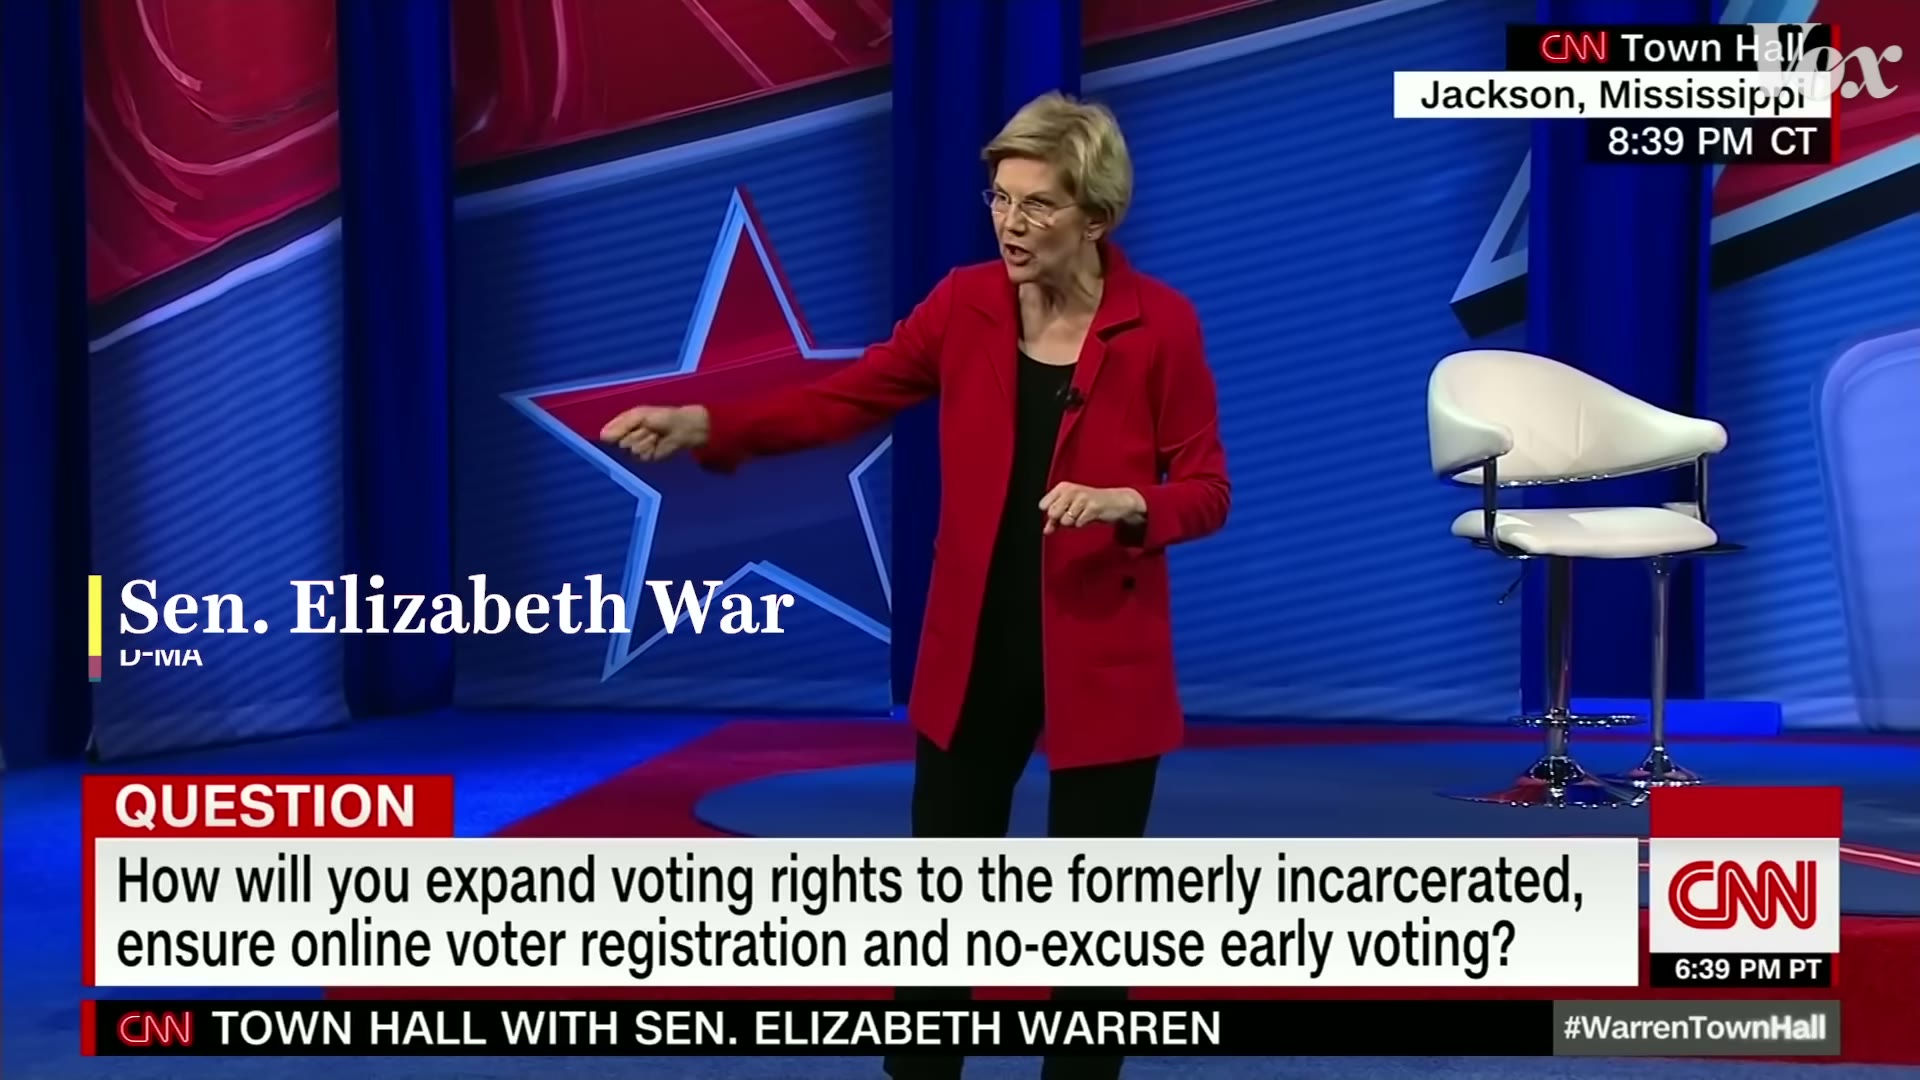 CNN Town Hall
Vox
Jackson, Mississippi
8:39 PM CT
Sen. Elizabeth War
D-MA
QUESTION
How will you expand voting rights to the formerly incarcerated,
ensure online voter registration and no-excuse early voting?
CNN
6:39 PM PT
CNN TOWN HALL WITH SEN. ELIZABETH WARREN
#WarrenTownHall